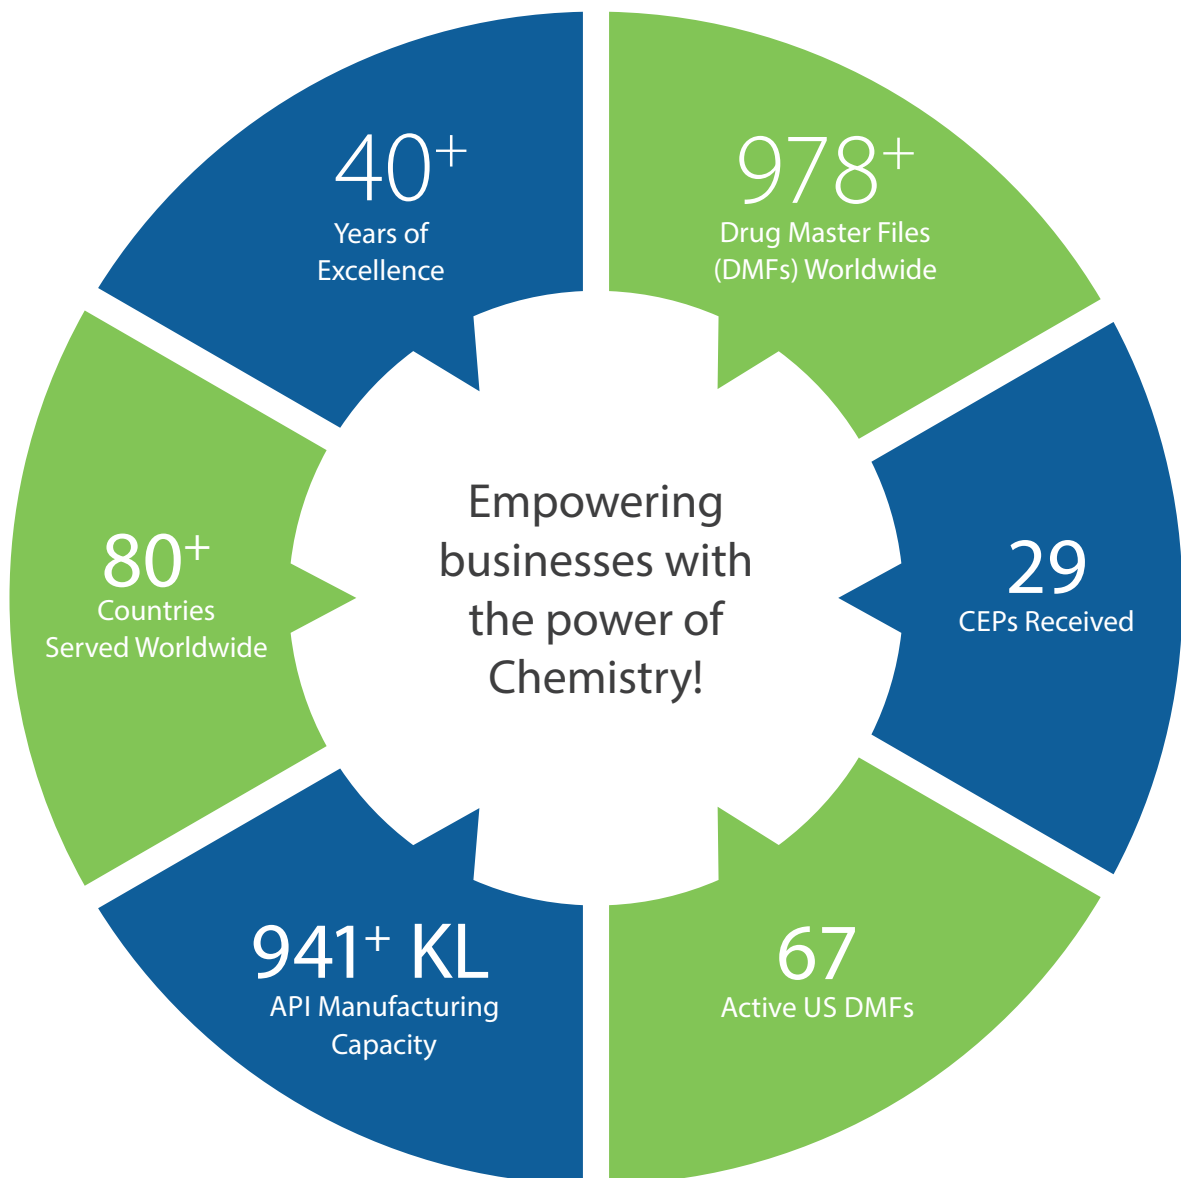 40+
Years of
Excellence
978+
Drug Master Files
(DMFs) Worldwide
29
CEPs Received
67
Active US DMFs
941+ KL
API Manufacturing
Capacity
80+
Countries
Served Worldwide
Empowering
businesses with
the power of
Chemistry!